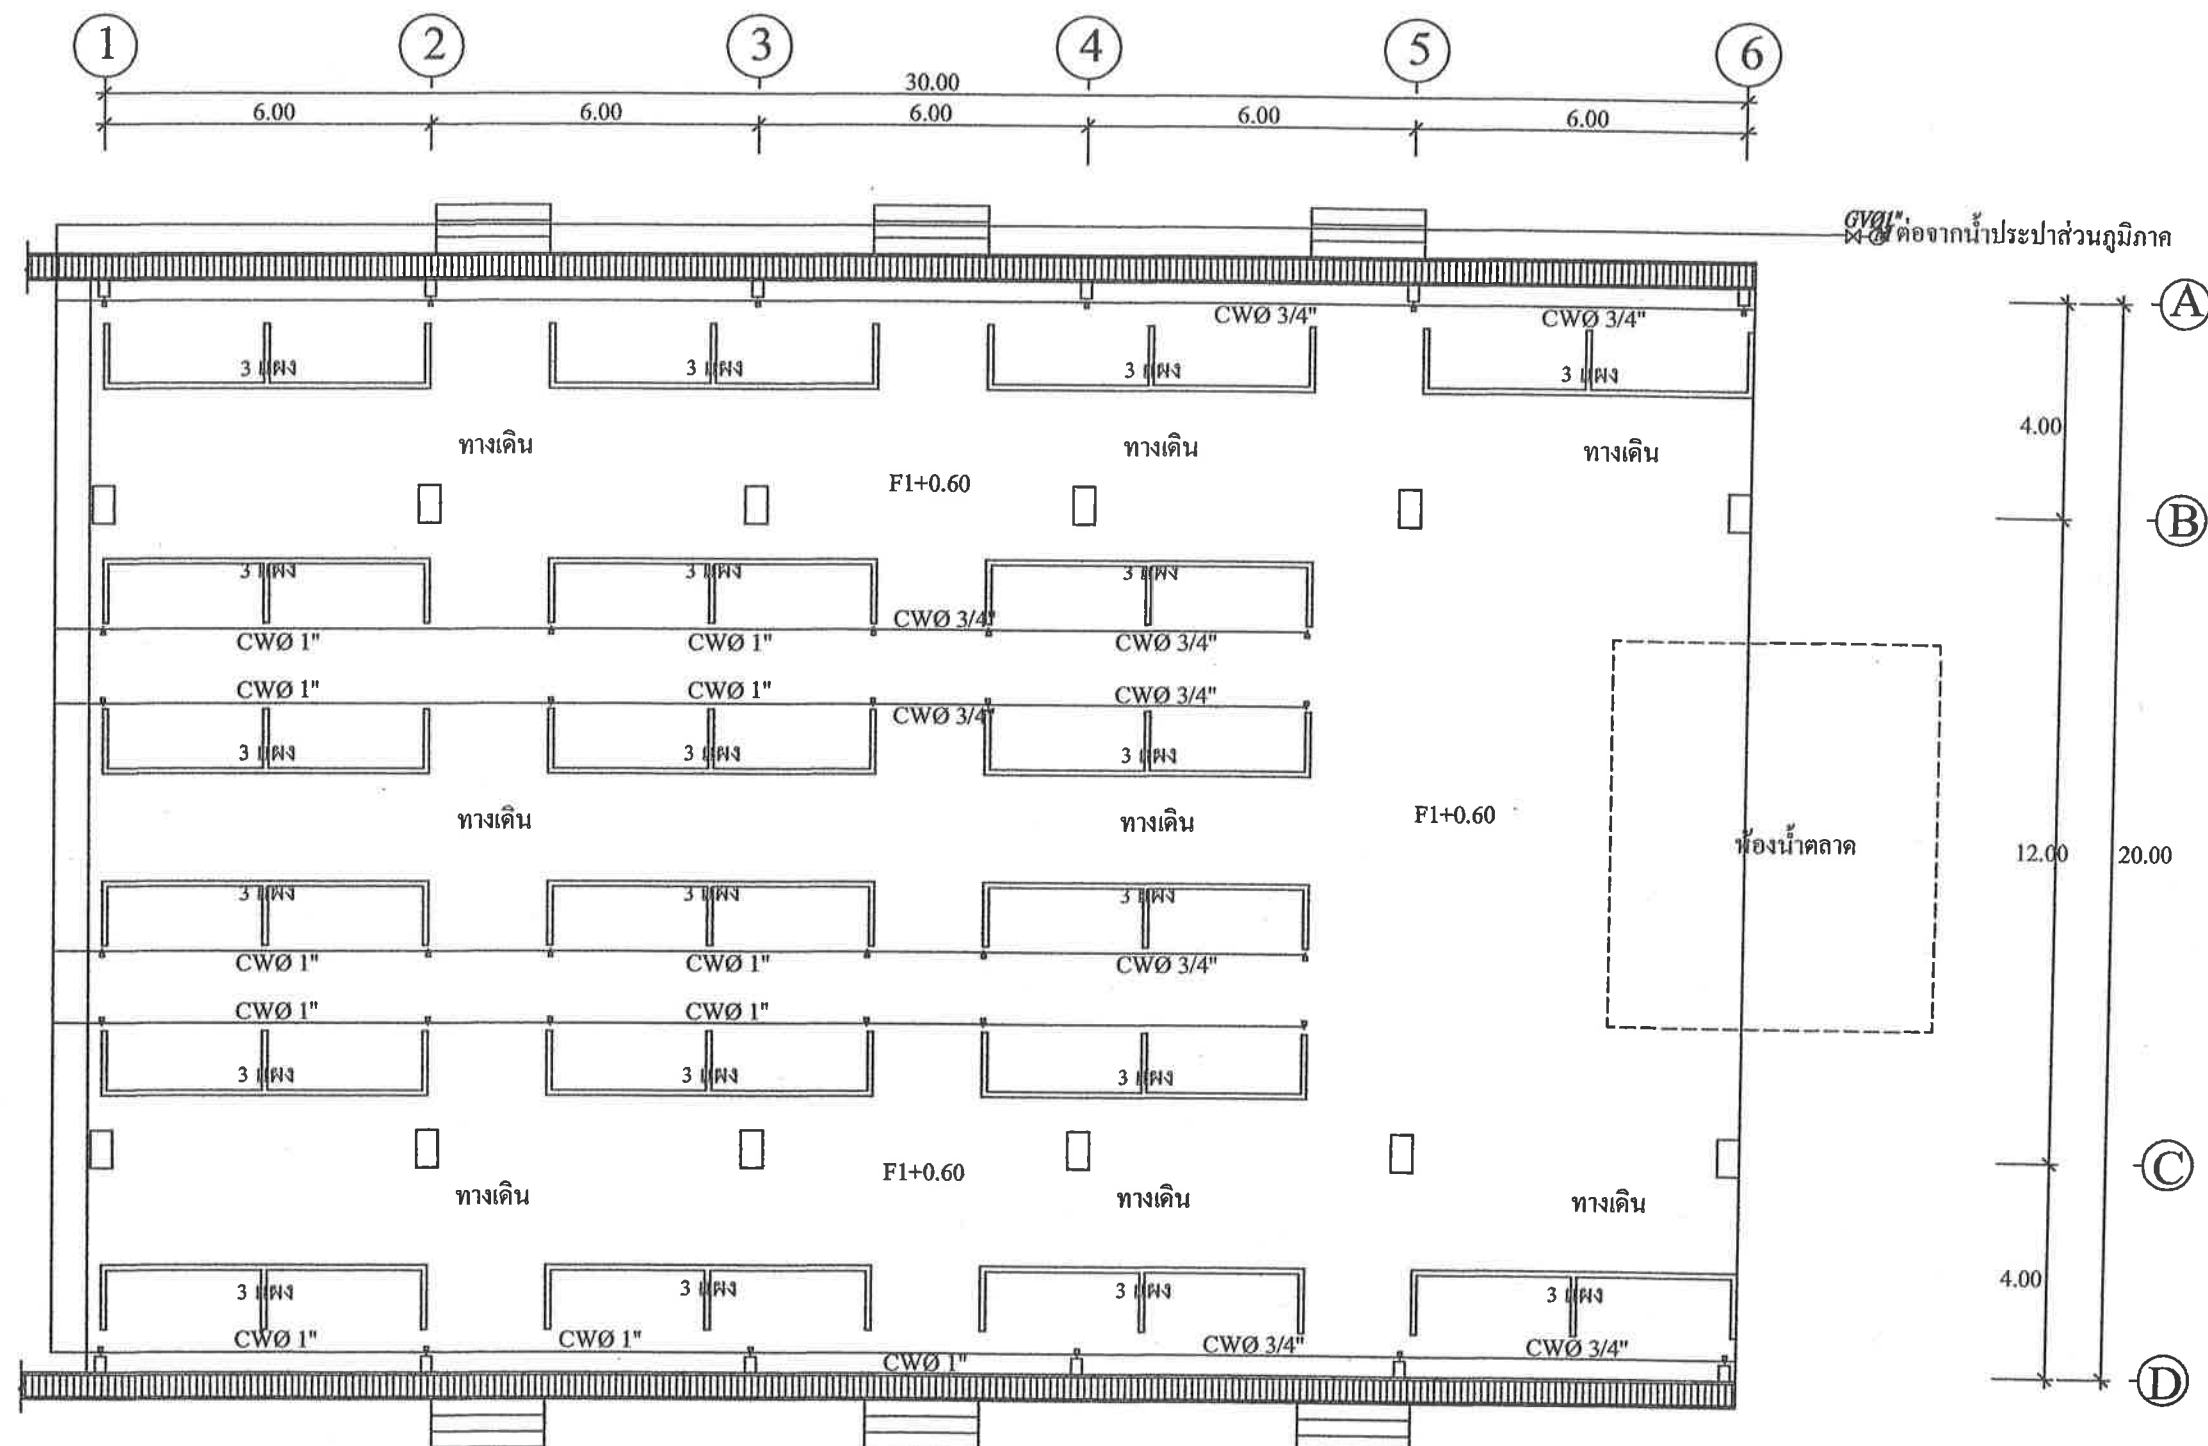 1 2 3 4 5 6
30.00
6.00 6.00 6.00 6.00 6.00
GVØ1"
ต่อจากน้ำประปาส่วนภูมิภาค
A
CWØ 3/4" CWØ 3/4"
3 แผง 3 แผง 3 แผง 3 แผง
4.00
ทางเดิน ทางเดิน ทางเดิน
F1+0.60
B
3 แผง 3 แผง 3 แผง
CWØ 3/4"
CWØ 1" CWØ 1" CWØ 3/4"
CWØ 1" CWØ 1" CWØ 3/4"
CWØ 3/4"
3 แผง 3 แผง 3 แผง
ทางเดิน ทางเดิน F1+0.60
ห้องน้ำตลาด 12.00 20.00
3 แผง 3 แผง 3 แผง
CWØ 1" CWØ 1" CWØ 3/4"
CWØ 1" CWØ 1"
3 แผง 3 แผง 3 แผง
C
F1+0.60
ทางเดิน ทางเดิน ทางเดิน
4.00
3 แผง 3 แผง 3 แผง 3 แผง
CWØ 1" CWØ 1" CWØ 3/4" CWØ 3/4"
CWØ 1"
D